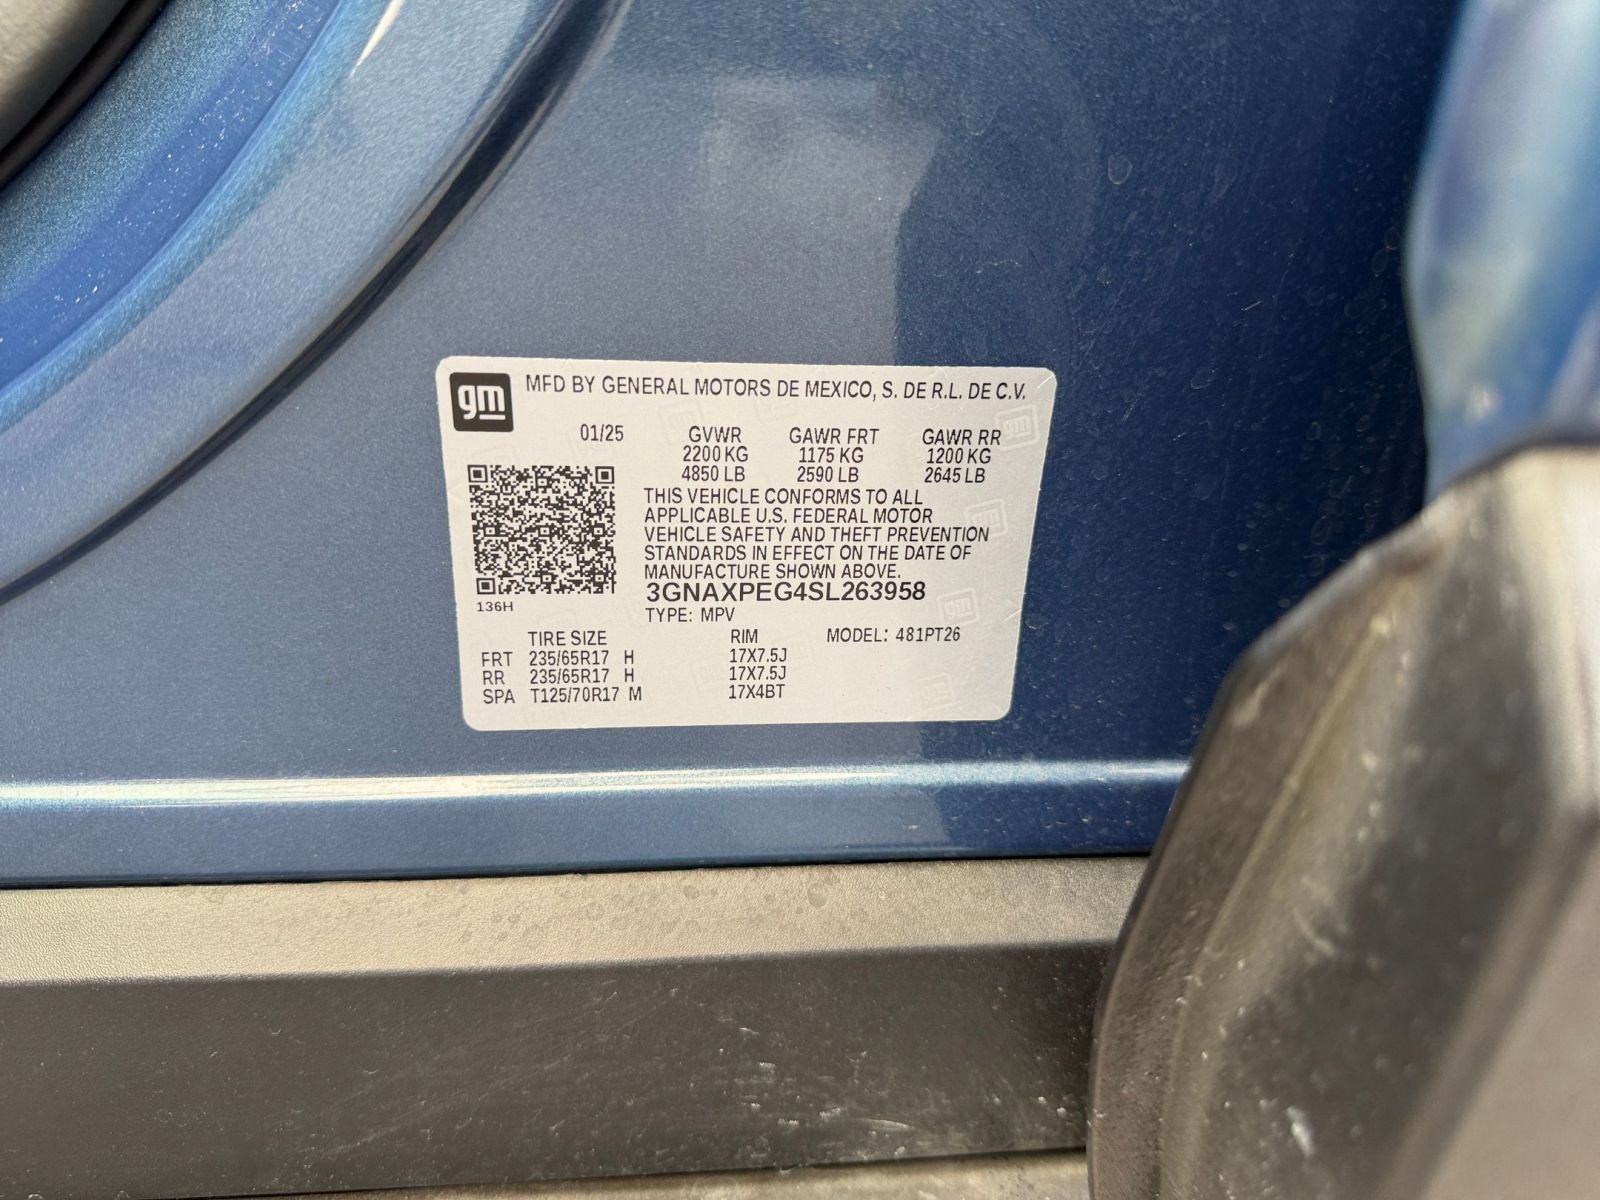 gm MFD BY GENERAL MOTORS DE MEXICO, S. DE R.L. DE C.V.
01/25 GVWR GAWR FRT GAWR RR
2200 KG 1175 KG 1200 KG
4850 LB 2590 LB 2645 LB
THIS VEHICLE CONFORMS TO ALL
APPLICABLE U.S. FEDERAL MOTOR
VEHICLE SAFETY AND THEFT PREVENTION
STANDARDS IN EFFECT ON THE DATE OF
MANUFACTURE SHOWN ABOVE.
3GNAXPEG4SL263958
136H
TYPE: MPV
TIRE SIZE RIM MODEL: 481PT26
FRT 235/65R17 H 17X7.5J
RR 235/65R17 H 17X7.5J
SPA T125/70R17 M 17X4BT